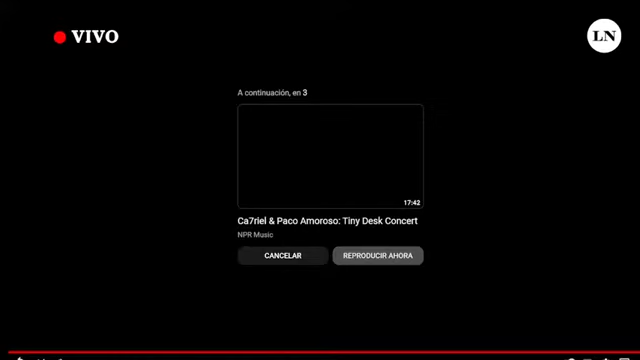 VIVO
LN
A continuación, en 3
17:42
Ca7riel & Paco Amoroso: Tiny Desk Concert
NPR Music
CANCELAR
REPRODUCIR AHORA